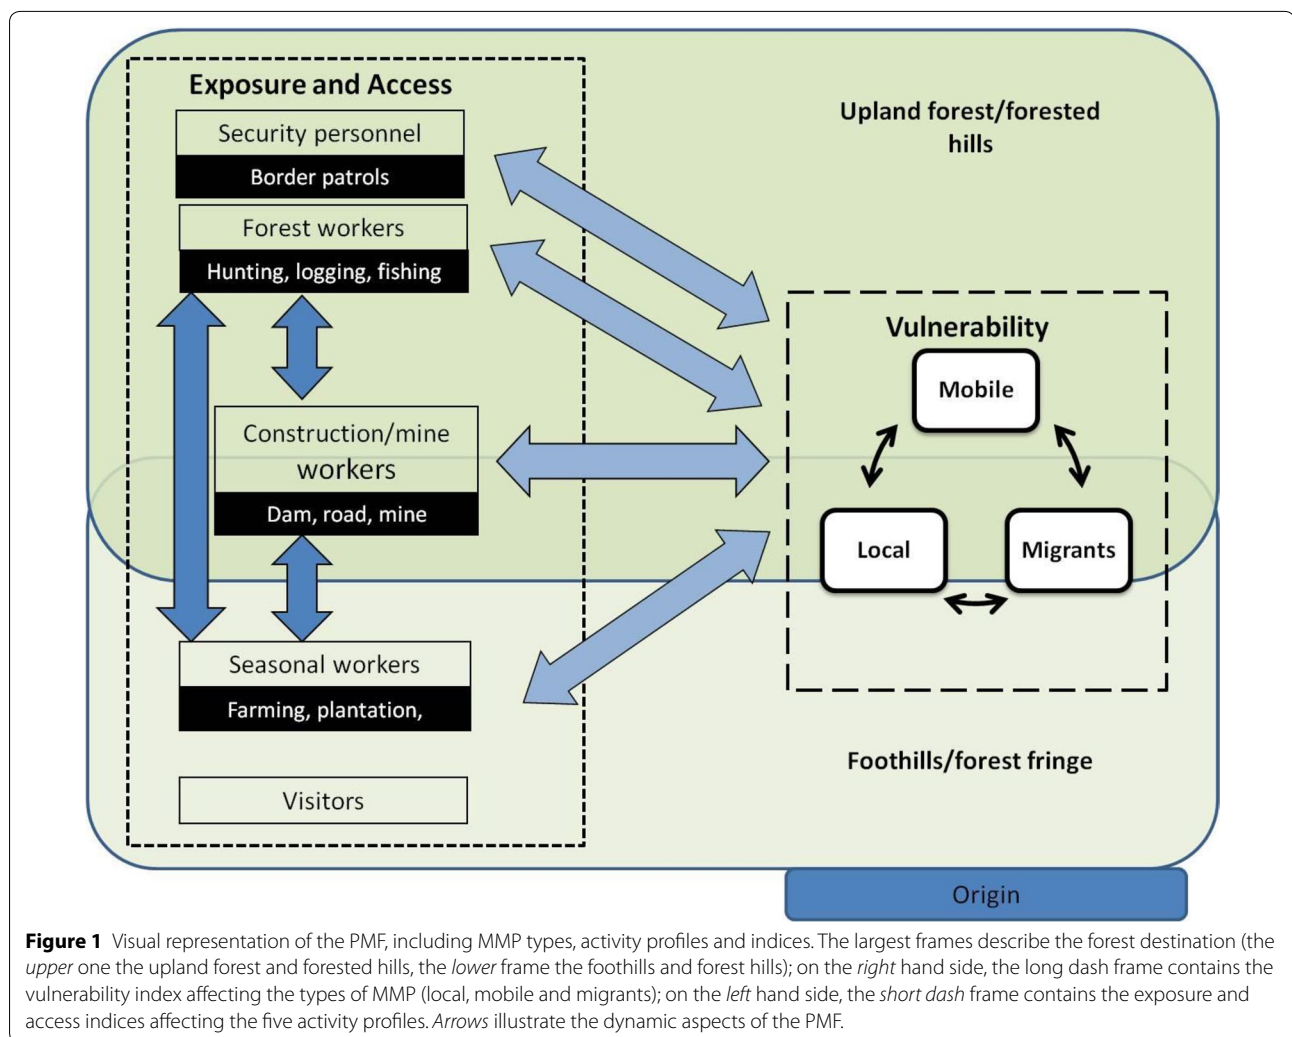 Exposure and Access
Security personnel
Border patrols
Forest workers
Hunting, logging, fishing
Construction/mine
workers
Dam, road, mine
Seasonal workers
Farming, plantation,
Visitors
Upland forest/forested
hills
Vulnerability
Mobile
Local
Migrants
Foothills/forest fringe
Origin
Figure 1 Visual representation of the PMF, including MMP types, activity profiles and indices. The largest frames describe the forest destination (the
upper one the upland forest and forested hills, the lower frame the foothills and forest hills); on the right hand side, the long dash frame contains the
vulnerability index affecting the types of MMP (local, mobile and migrants); on the left hand side, the short dash frame contains the exposure and
access indices affecting the five activity profiles. Arrows illustrate the dynamic aspects of the PMF.